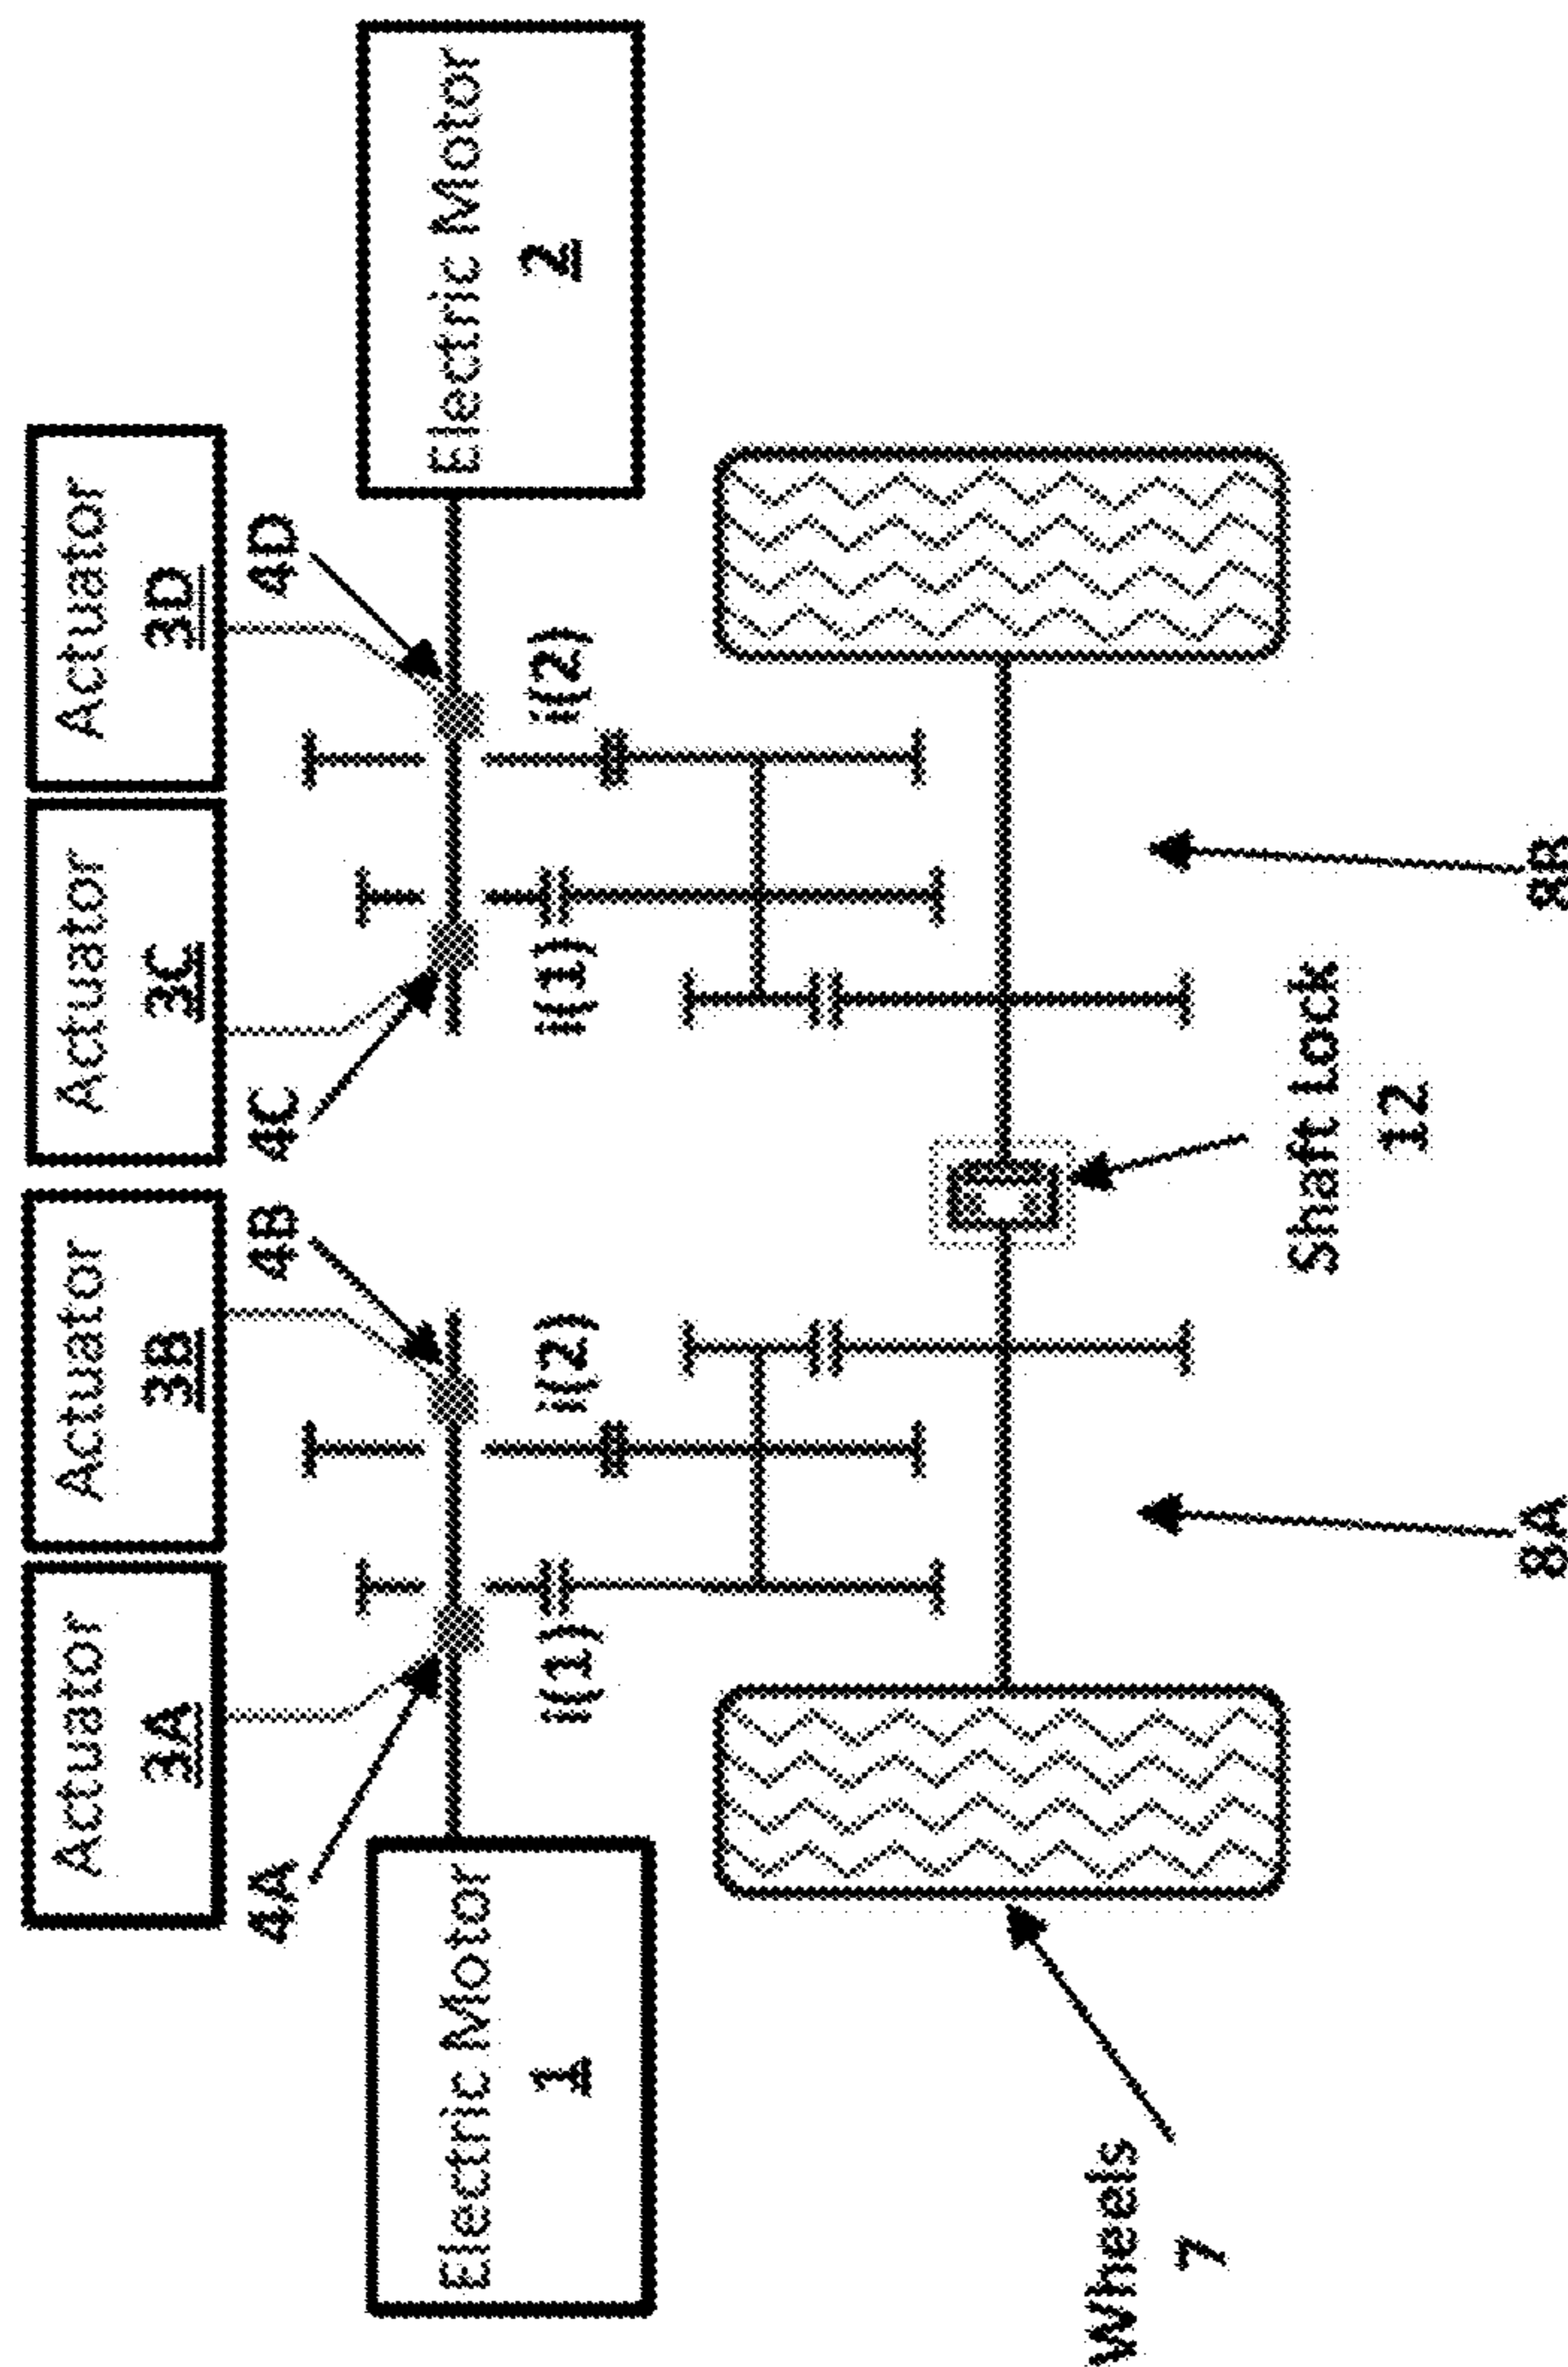 Actuator
3A
Actuator
3B
Actuator
3C
Actuator
3D
4A
4B
4C
4D
Electric Motor
1
Electric Motor
2
i(1)
i(2)
i(1)
i(2)
Wheels
7
Shaft Lock
12
8A
8B